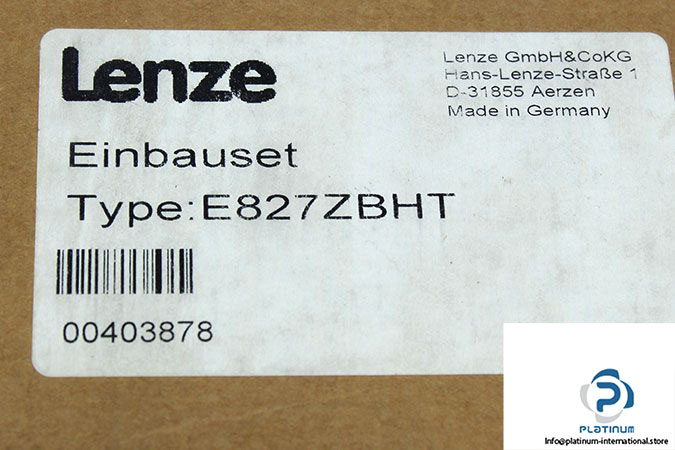 Lenze
Lenze GmbH&CoKG
Hans-Lenze-Straße 1
D-31855 Aerzen
Made in Germany
Einbauset
Type:E827ZBHT
00403878
PLATINUM
Info@platinum-international.store